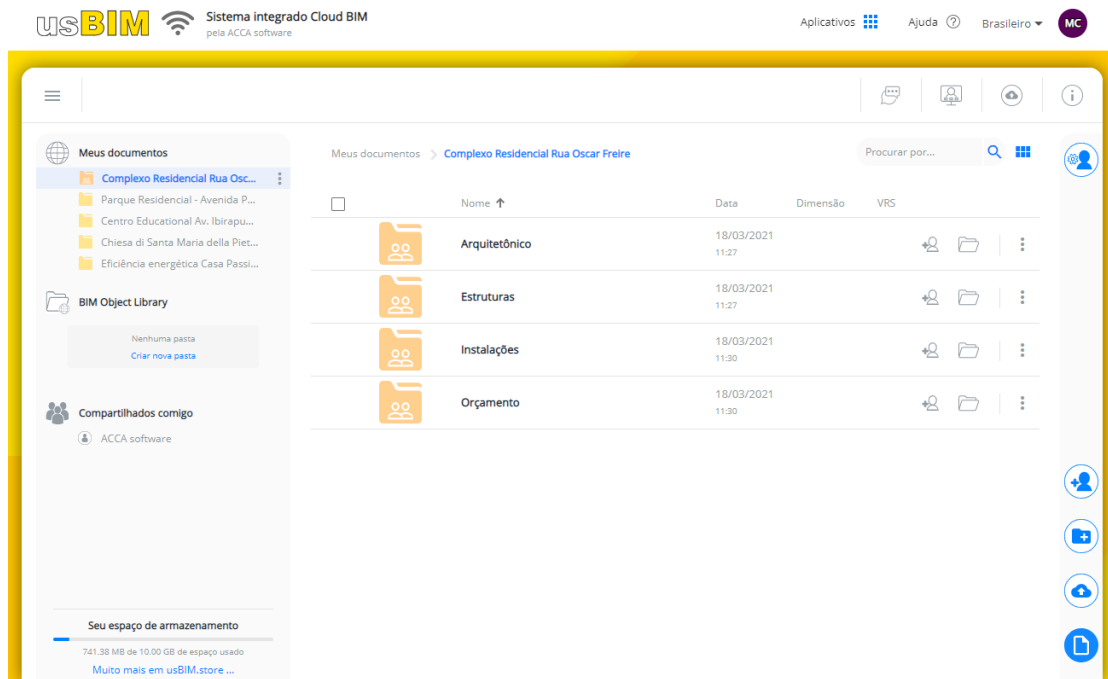 usBIM
Sistema integrado Cloud BIM
pela ACCA software
Aplicativos
Ajuda
Brasileiro
MC
Meus documentos
Complexo Residencial Rua Osc...
Parque Residencial - Avenida P...
Centro Educational Av. Ibirapu...
Chiesa di Santa Maria della Piet...
Eficiência energética Casa Passi...
BIM Object Library
Nenhuma pasta
Criar nova pasta
Compartilhados comigo
ACCA software
Seu espaço de armazenamento
741.38 MB de 10.00 GB de espaço usado
Muito mais em usBIM.store ...
Meus documentos > Complexo Residencial Rua Oscar Freire
Procurar por...
Nome Data Dimensão VRS
Arquitetônico 18/03/2021
11:27
Estruturas 18/03/2021
11:27
Instalações 18/03/2021
11:30
Orçamento 18/03/2021
11:30